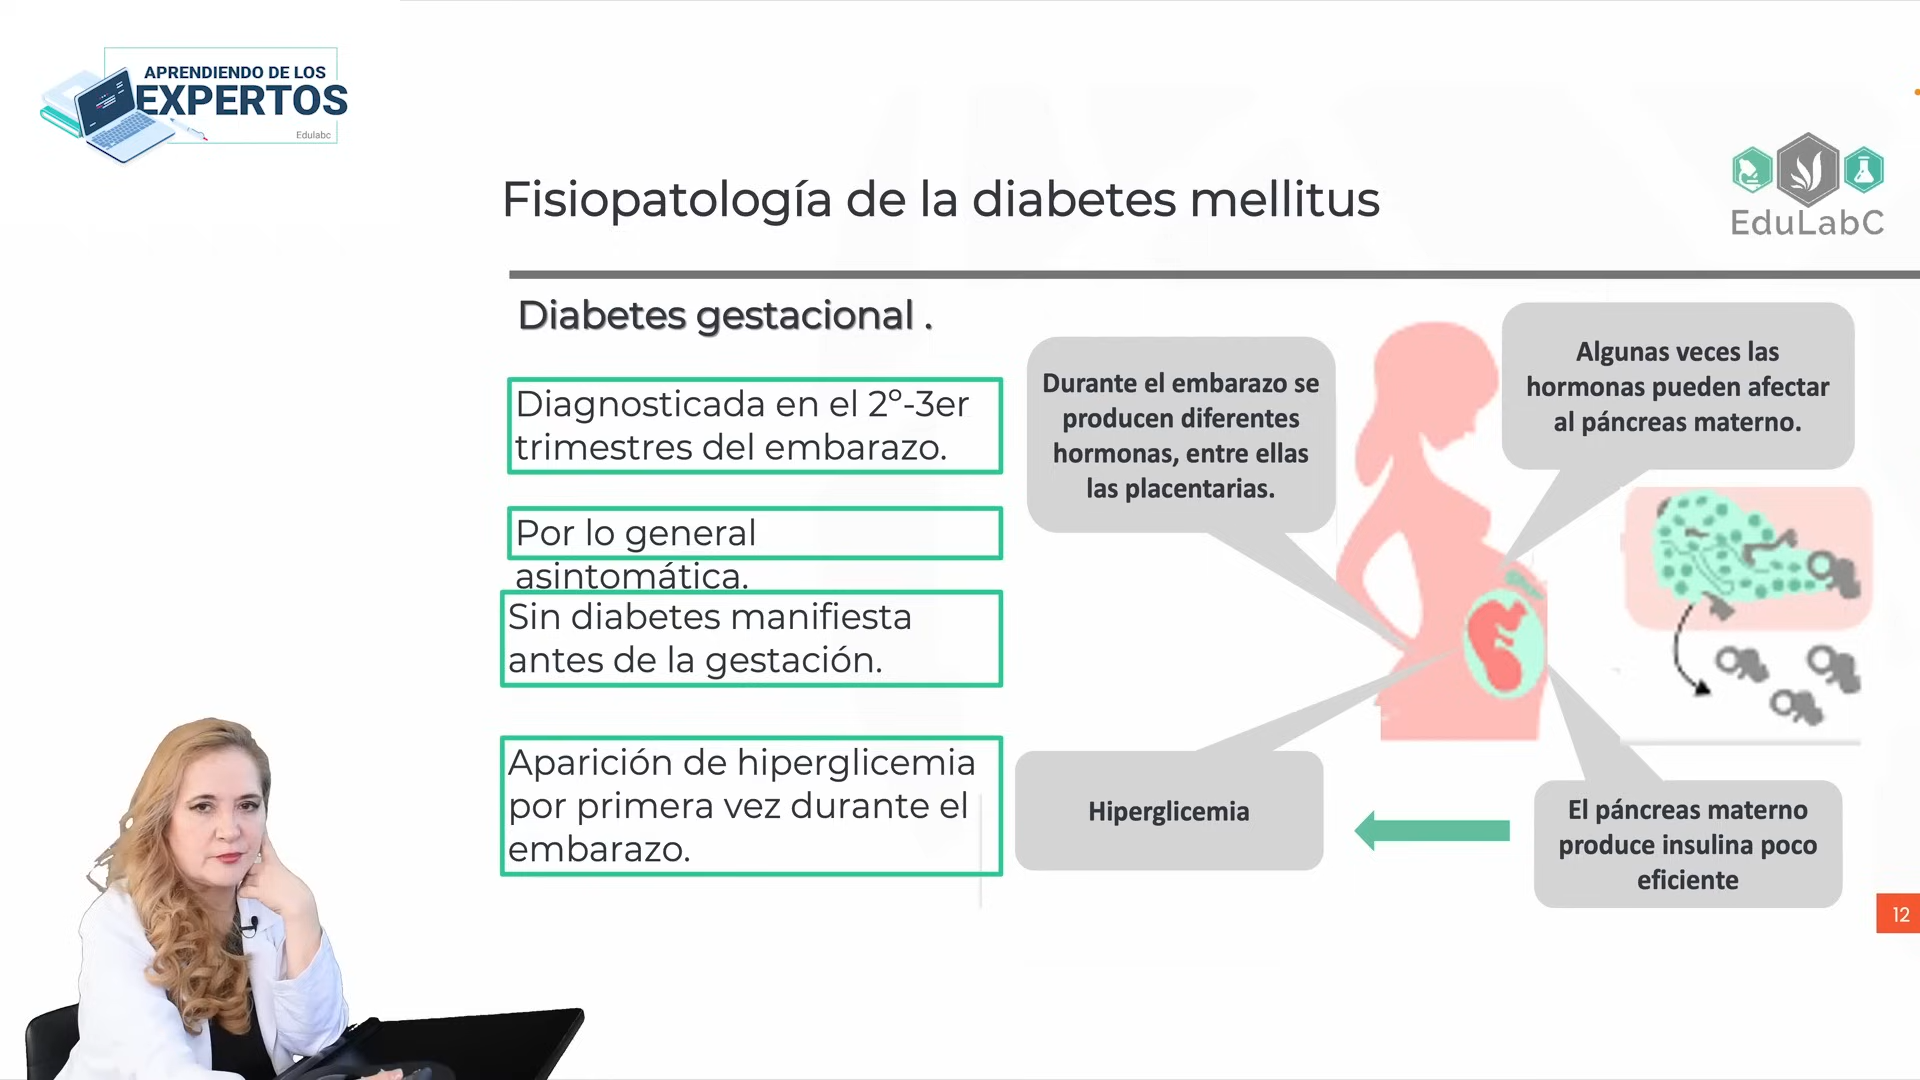 APRENDIENDO DE LOS
EXPERTOS
Edulabc
Fisiopatología de la diabetes mellitus
EduLabC
Diabetes gestacional .
Diagnosticada en el 2º-3er
trimestres del embarazo.
Por lo general
asintomática.
Sin diabetes manifiesta
antes de la gestación.
Aparición de hiperglicemia
por primera vez durante el
embarazo.
Durante el embarazo se
producen diferentes
hormonas, entre ellas
las placentarias.
Algunas veces las
hormonas pueden afectar
al páncreas materno.
El páncreas materno
produce insulina poco
eficiente
Hiperglicemia
12